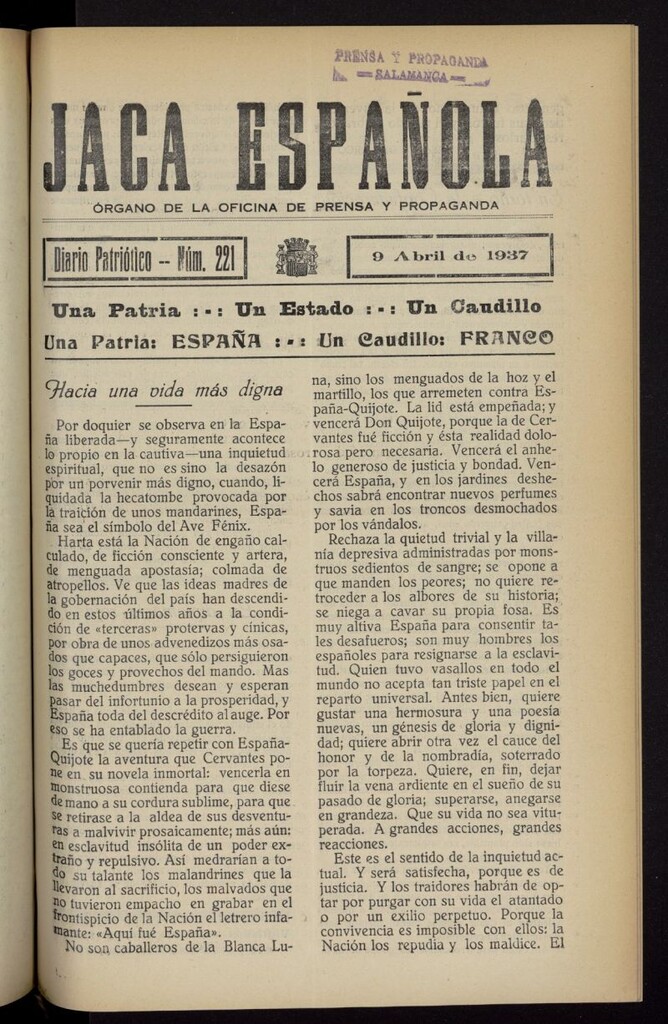 PRENSA Y PROPAGANDA
SALAMANCA
JACA ESPAÑOLA
ÓRGANO DE LA OFICINA DE PRENSA Y PROPAGANDA
Diario Patriótico -- Núm. 221
9 Abril de 1937
Una Patria :-: Un Estado :-: Un Caudillo
Una Patria: ESPAÑA :-: Un Caudillo: FRANCO
Hacia una vida más digna
Por doquier se observa en la Espa-
ña liberada—y seguramente acontece
lo propio en la cautiva—una inquietud
espiritual, que no es sino la desazón
por un porvenir más digno, cuando, li-
quidada la hecatombe provocada por
la traición de unos mandarines, Espa-
ña sea el símbolo del Ave Fénix.
Harta está la Nación de engaño cal-
culado, de ficción consciente y artera,
de menguada apostasía; colmada de
atropellos. Ve que las ideas madres de
la gobernación del país han descendi-
do en estos últimos años a la condi-
ción de «terceras» protervas y cínicas,
por obra de unos advenedizos más osa-
dos que capaces, que sólo persiguieron
los goces y provechos del mando. Mas
las muchedumbres desean y esperan
pasar del infortunio a la prosperidad, y
España toda del descrédito al auge. Por
eso se ha entablado la guerra.
Es que se quería repetir con España-
Quijote la aventura que Cervantes po-
ne en su novela inmortal: vencerla en
monstruosa contienda para que diese
de mano a su cordura sublime, para que
se retirase a la aldea de sus desventu-
ras a malvivir prosaicamente; más aún:
en esclavitud insólita de un poder ex-
traño y repulsivo. Así medrarían a to-
do su talante los malandrines que la
llevaron al sacrificio, los malvados que
no tuvieron empacho en grabar en el
frontispicio de la Nación el letrero infa-
mante: «Aquí fué España».
No son caballeros de la Blanca Lu-
na, sino los menguados de la hoz y el
martillo, los que arremeten contra Es-
paña-Quijote. La lid está empeñada; y
vencerá Don Quijote, porque la de Cer-
vantes fué ficción y ésta realidad dolo-
rosa pero necesaria. Vencerá el anhe-
lo generoso de justicia y bondad. Ven-
cerá España, y en los jardines deshe-
chos sabrá encontrar nuevos perfumes
y savia en los troncos desmochados
por los vándalos.
Rechaza la quietud trivial y la villa-
nía depresiva administradas por mons-
truos sedientos de sangre; se opone a
que manden los peores; no quiere re-
troceder a los albores de su historia;
se niega a cavar su propia fosa. Es
muy altiva España para consentir ta-
les desafueros; son muy hombres los
españoles para resignarse a la esclavi-
tud. Quien tuvo vasallos en todo el
mundo no acepta tan triste papel en el
reparto universal. Antes bien, quiere
gustar una hermosura y una poesía
nuevas, un génesis de gloria y digni-
dad; quiere abrir otra vez el cauce del
honor y de la nombradía, soterrado
por la torpeza. Quiere, en fin, dejar
fluir la vena ardiente en el sueño de su
pasado de gloria; superarse, anegarse
en grandeza. Que su vida no sea vitu-
perada. A grandes acciones, grandes
reacciones.
Este es el sentido de la inquietud ac-
tual. Y será satisfecha, porque es de
justicia. Y los traidores habrán de op-
tar por purgar con su vida el atantado
o por un exilio perpetuo. Porque la
convivencia es imposible con ellos: la
Nación los repudia y los maldice. El